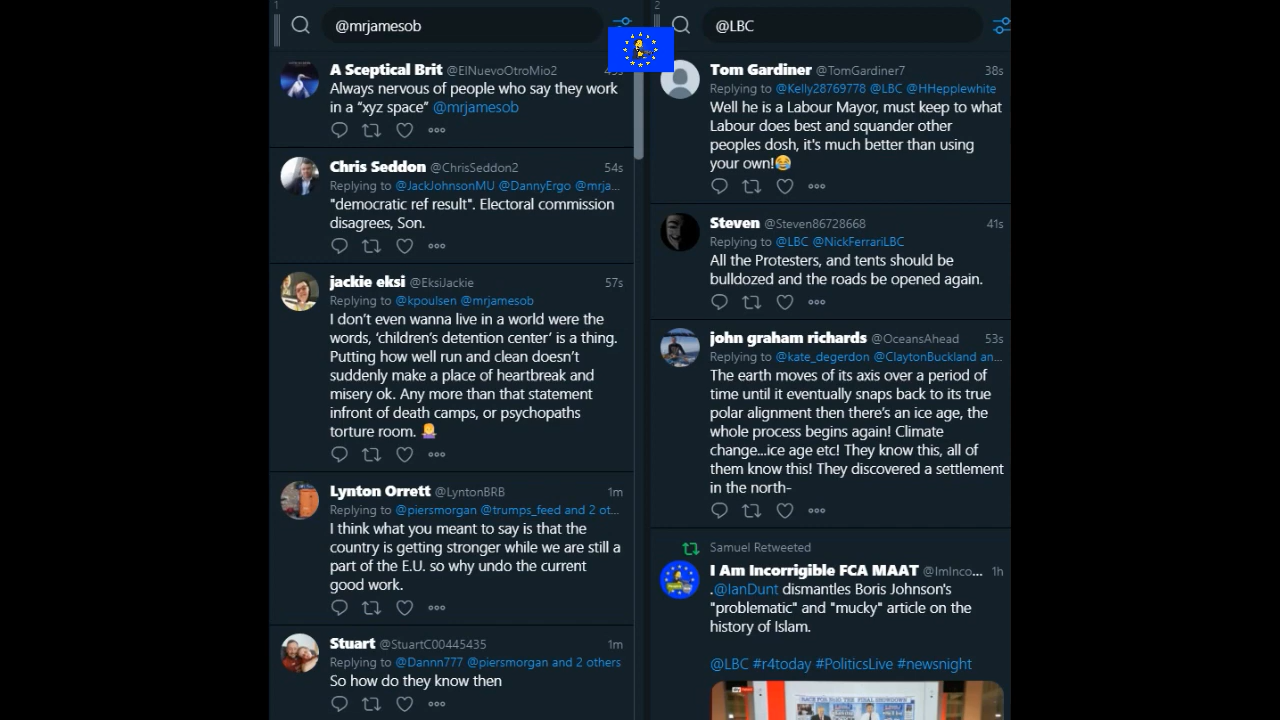 1
@mrjamesob
A Sceptical Brit @ElNuevoOtroMio2
Always nervous of people who say they work
in a “xyz space” @mrjamesob
Chris Seddon @ChrisSeddon2 54s
Replying to @JackJohnsonMU @DannyErgo @mrja...
"democratic ref result". Electoral commission
disagrees, Son.
jackie eksi @EksiJackie 57s
Replying to @kpoulsen @mrjamesob
I don’t even wanna live in a world were the
words, ‘children’s detention center’ is a thing.
Putting how well run and clean doesn’t
suddenly make a place of heartbreak and
misery ok. Any more than that statement
infront of death camps, or psychopaths
torture room.
Lynton Orrett @LyntonBRB 1m
Replying to @piersmorgan @trumps_feed and 2 ot...
I think what you meant to say is that the
country is getting stronger while we are still a
part of the E.U. so why undo the current
good work.
Stuart @StuartC00445435 1m
Replying to @Dannn777 @piersmorgan and 2 others
So how do they know then
2
@LBC
Tom Gardiner @TomGardiner7 38s
Replying to @Kelly28769778 @LBC @HHepplewhite
Well he is a Labour Mayor, must keep to what
Labour does best and squander other
peoples dosh, it's much better than using
your own!😂
Steven @Steven86728668 41s
Replying to @LBC @NickFerrariLBC
All the Protesters, and tents should be
bulldozed and the roads be opened again.
john graham richards @OceansAhead 53s
Replying to @kate_degerdon @ClaytonBuckland an...
The earth moves of its axis over a period of
time until it eventually snaps back to its true
polar alignment then there’s an ice age, the
whole process begins again! Climate
change...ice age etc! They know this, all of
them know this! They discovered a settlement
in the north-
Samuel Retweeted
I Am Incorrigible FCA MAAT @ImInco... 1h
.@IanDunt dismantles Boris Johnson's
"problematic" and "mucky" article on the
history of Islam.
@LBC #r4today #PoliticsLive #newsnight